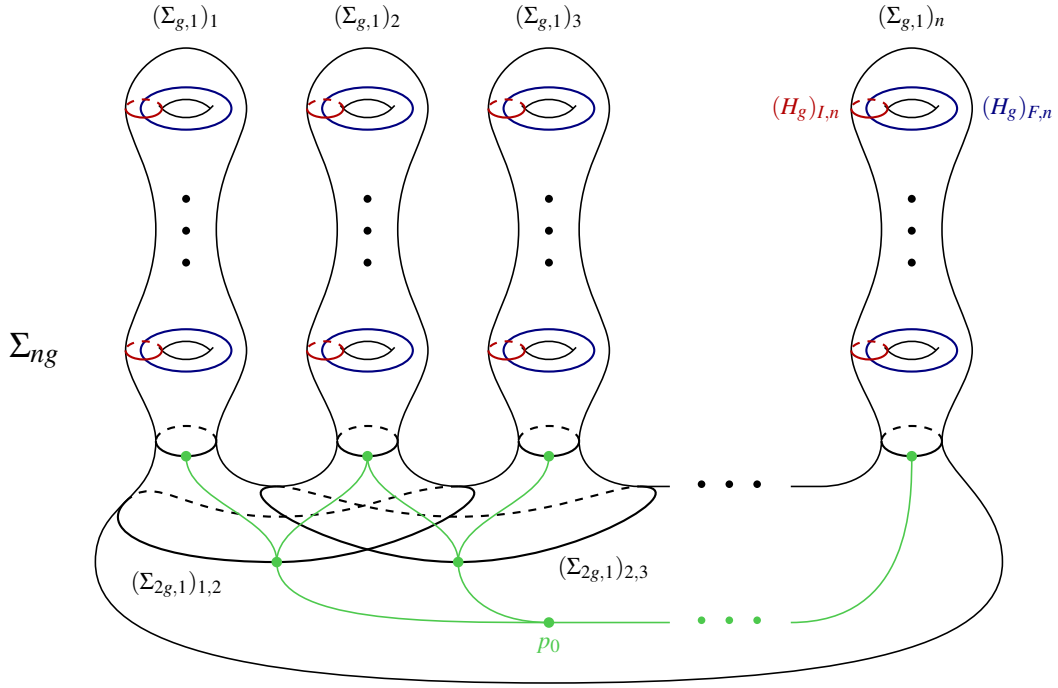 (Σ_{g,1})_1 (Σ_{g,1})_2 (Σ_{g,1})_3 (Σ_{g,1})_n
(H_g)_{I,n} (H_g)_{F,n}
Σ_{ng}
(Σ_{2g,1})_{1,2} (Σ_{2g,1})_{2,3}
p_0